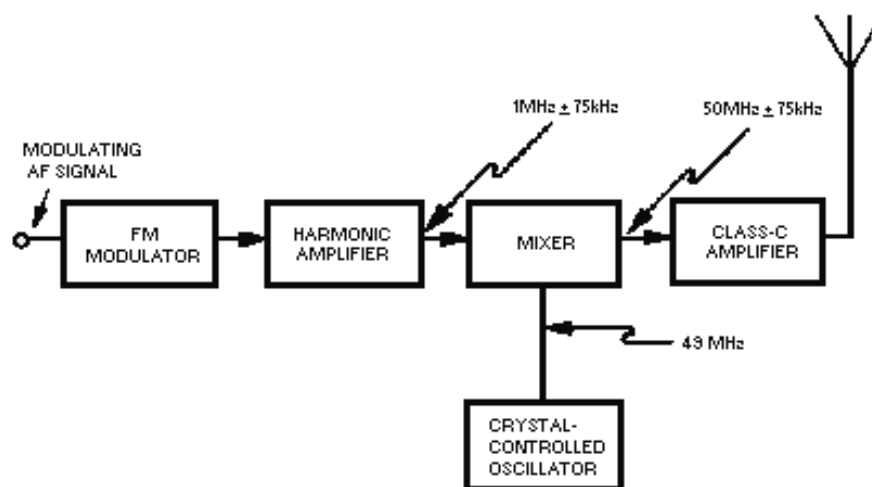 1MHz ± 75kHz
50MHz ± 75kHz
MODULATING
AF SIGNAL
FM
MODULATOR
HARMONIC
AMPLIFIER
MIXER
CLASS-C
AMPLIFIER
49 MHz
CRYSTAL-
CONTROLLED
OSCILLATOR